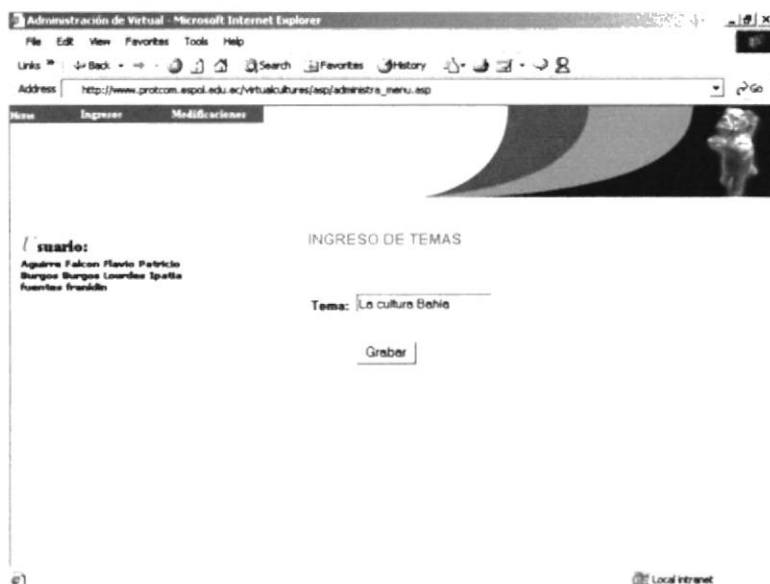 Administración de Virtual - Microsoft Internet Explorer
File Edit View Favorites Tools Help
Links » Back Search Favorites History
Address http://www.protcom.espol.edu.ec/virtualcultures/asp/administra_menu.asp Go
Ingresar Modificaciones
Usuario:
Aguirre Falcon Flavio Patricio
Burgos Burgos Lourdes Ipatia
fuentes franklin
INGRESO DE TEMAS
Tema: La cultura Bahia
Grabar
Local intranet